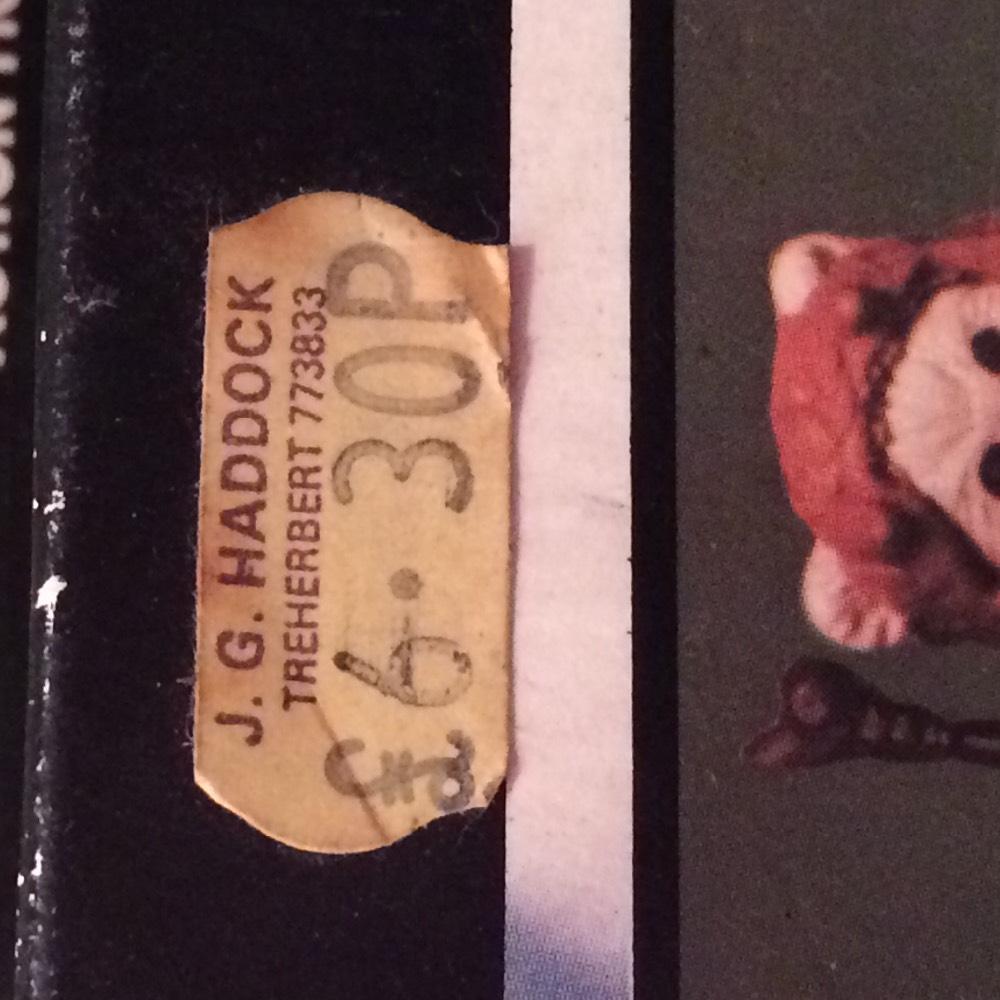 J. G. HADDOCK
TREHERBERT 773833
£6.30P